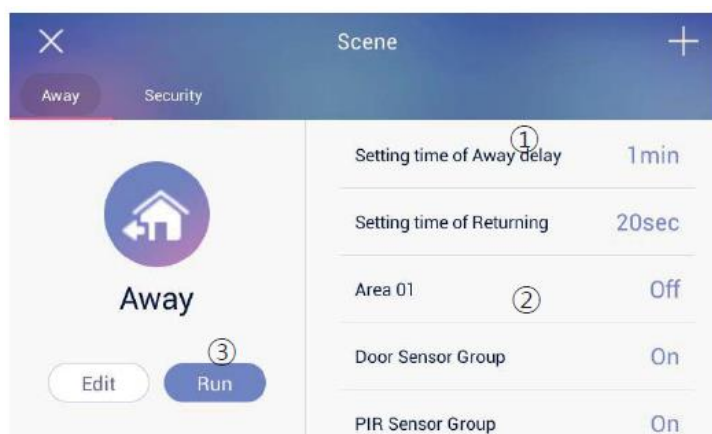 Scene
Away Security
① 
Setting time of Away delay 1min
Setting time of Returning 20sec
Away
Area 01 ② Off
③
Edit Run
Door Sensor Group On
PIR Sensor Group On